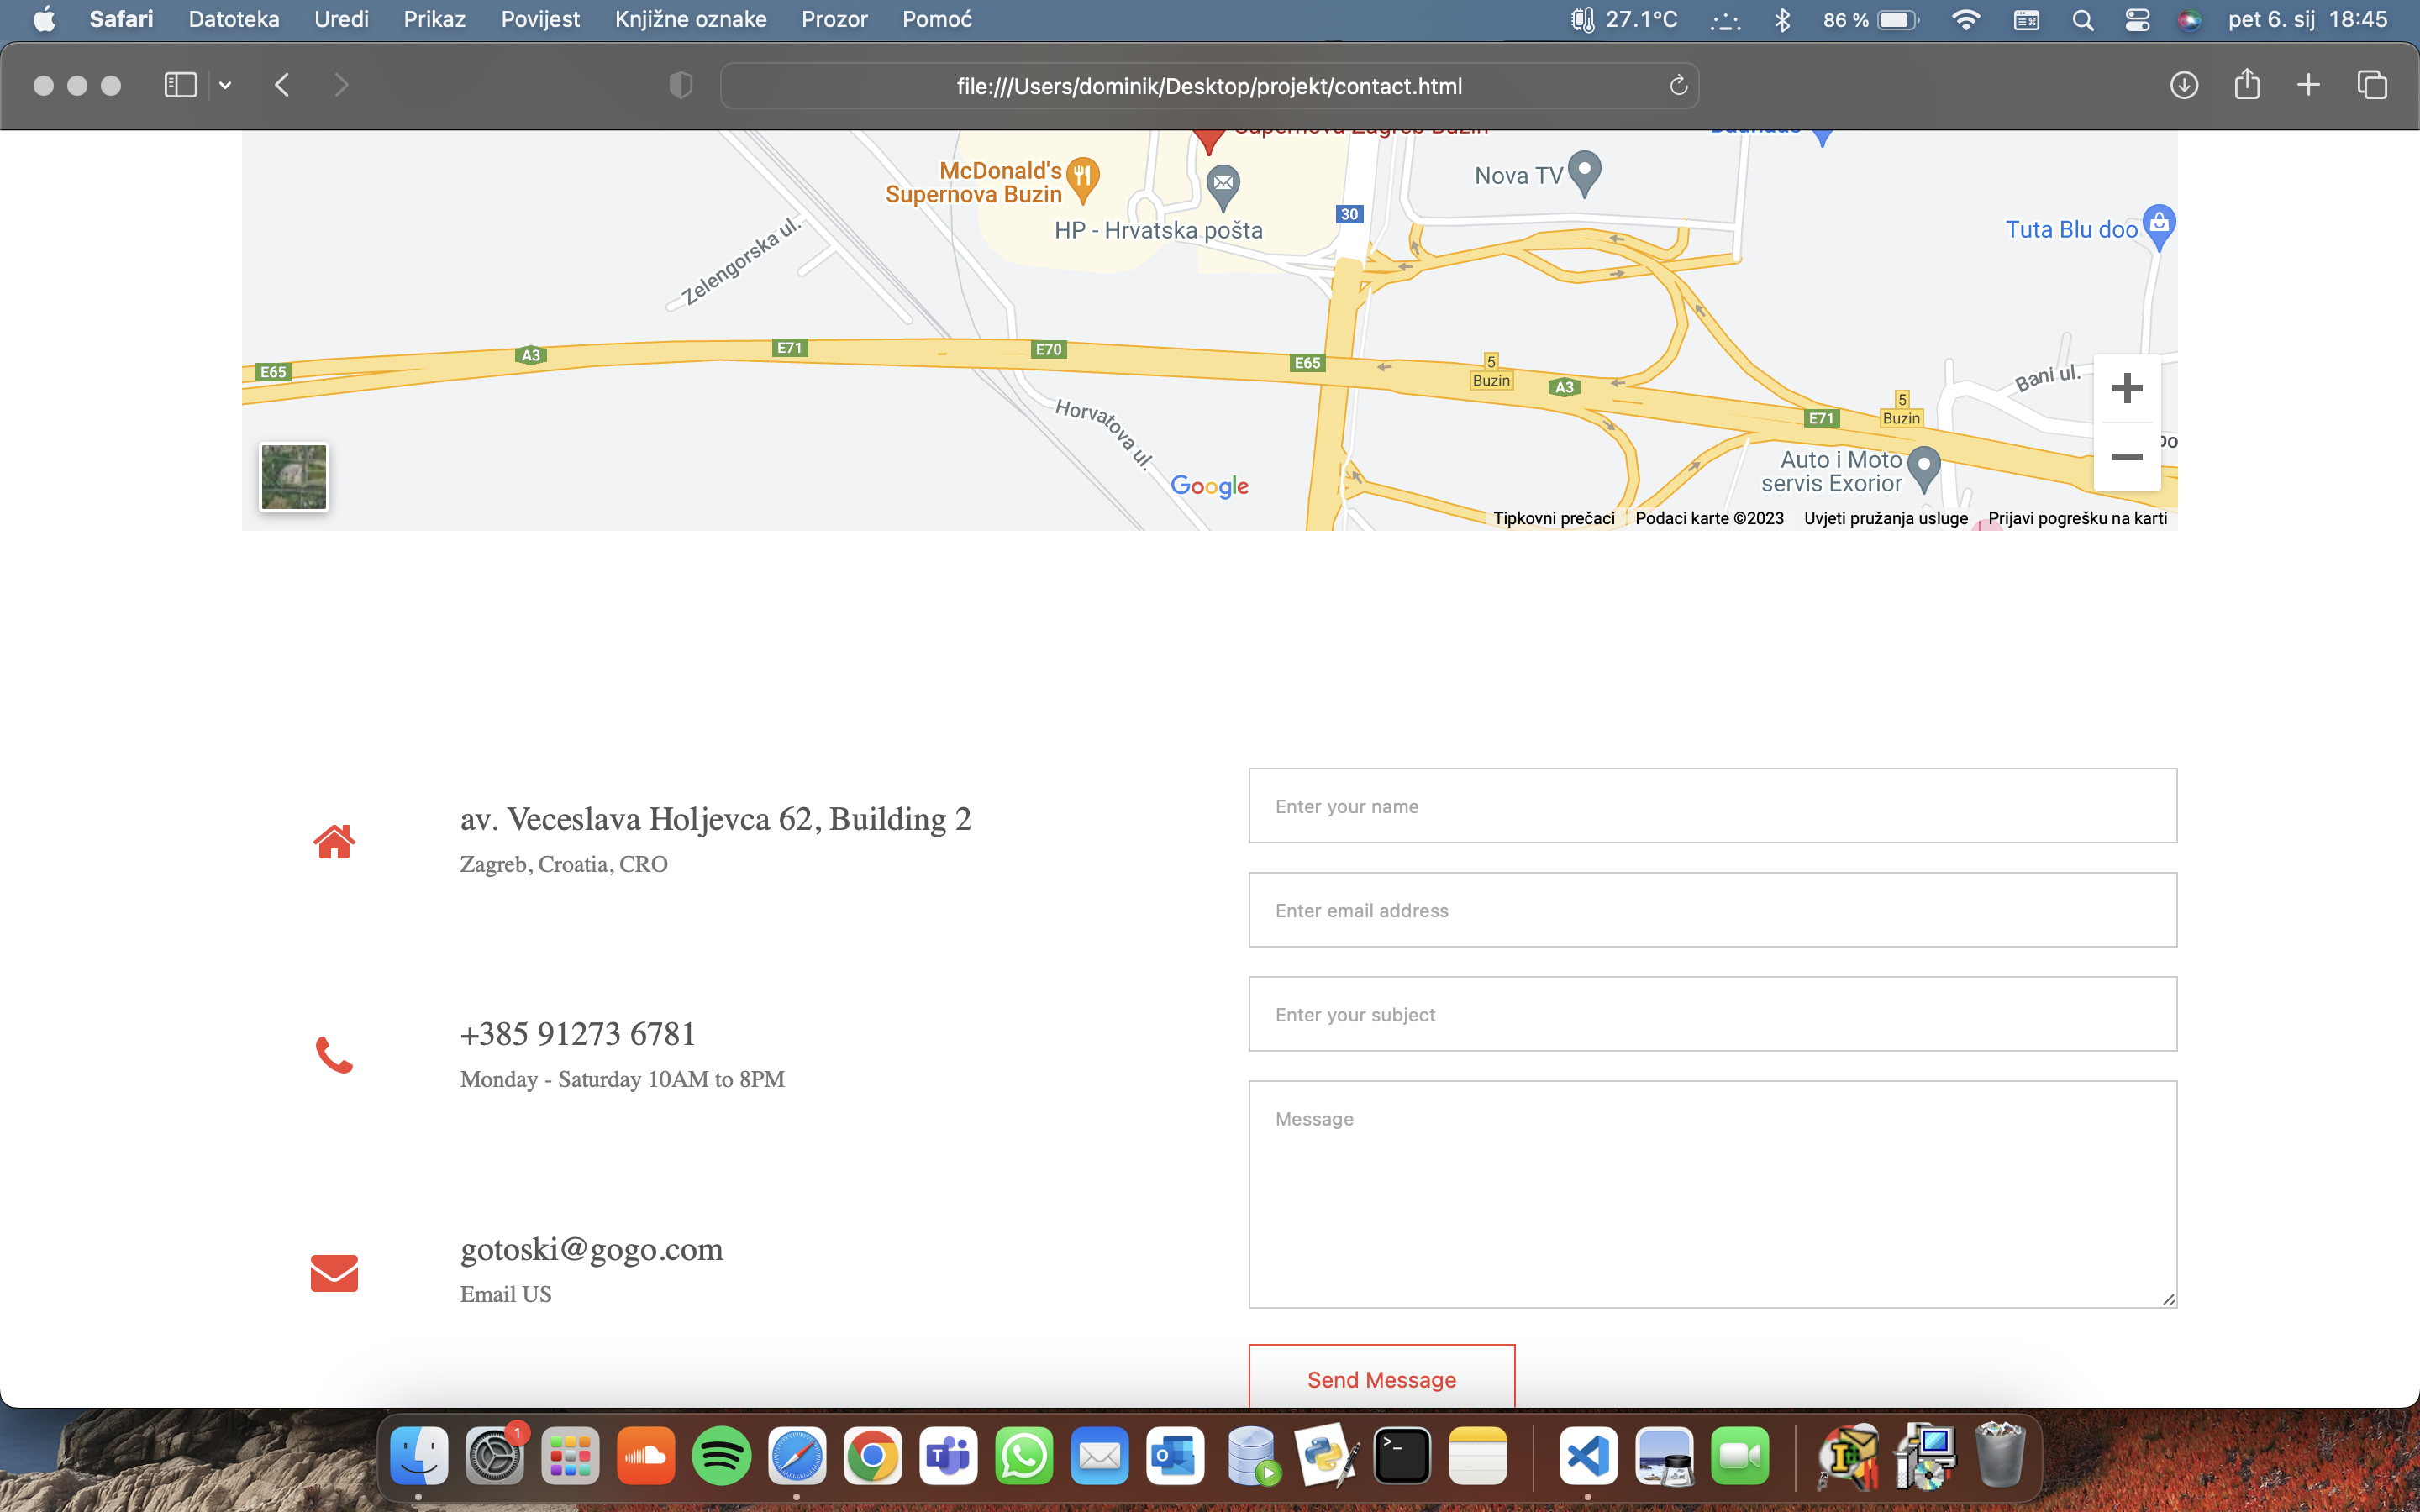 Safari Datoteka Uredi Prikaz Povijest Knjižne oznake Prozor Pomoć 27.1°C 86 % pet 6. sij 18:45
file:///Users/dominik/Desktop/projekt/contact.html
Supernova Zagreb Buzin
Bauhaus
McDonald's
Supernova Buzin
Nova TV
HP - Hrvatska pošta
30
Tuta Blu doo
Zelengorska ul.
E65
A3
E71
E70
E65
5
Buzin
A3
E71
5
Buzin
Bani ul.
Horvatova ul.
Auto i Moto
servis Exorior
Google
Tipkovni prečaci Podaci karte ©2023 Uvjeti pružanja usluge Prijavi pogrešku na karti
av. Veceslava Holjevca 62, Building 2
Zagreb, Croatia, CRO
+385 91273 6781
Monday - Saturday 10AM to 8PM
gotoski@gogo.com
Email US
Enter your name
Enter email address
Enter your subject
Message
Send Message
1